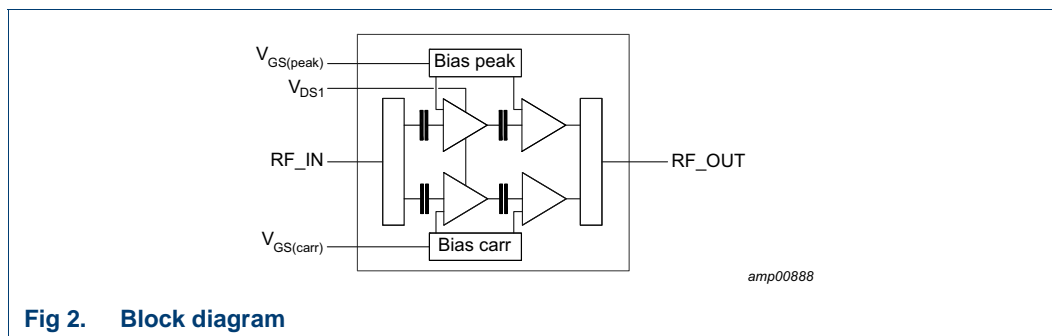 V_GS(peak)
Bias peak
V_DS1
RF_IN
RF_OUT
V_GS(carr)
Bias carr
amp00888
Fig 2. Block diagram